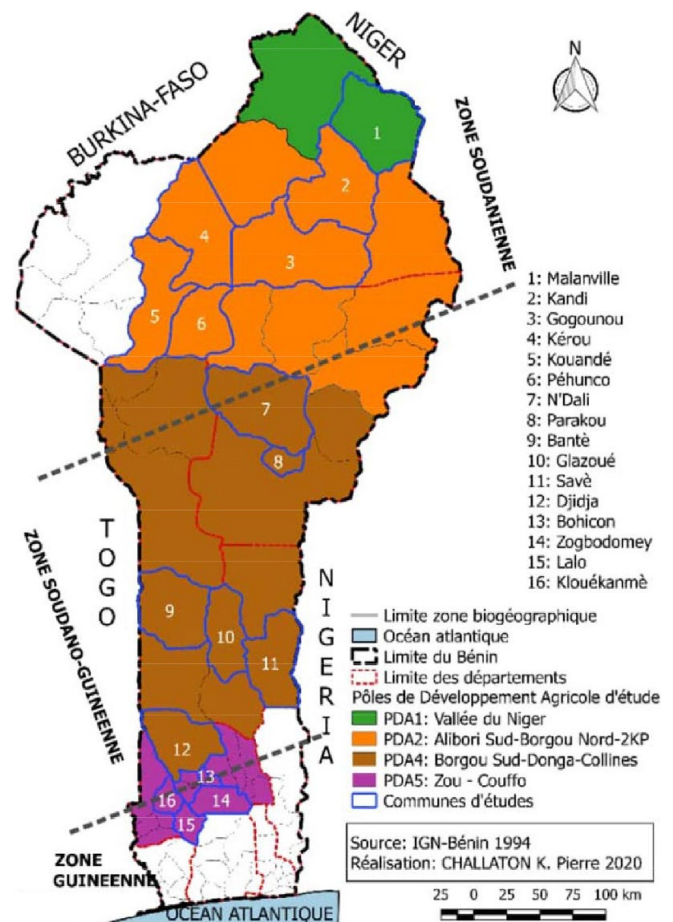 NIGER
BURKINA-FASO
N
ZONE SOUDANIENNE
1
2
4
3
5
6
7
8
1: Malanville
2: Kandi
3: Gogounou
4: Kérou
5: Kouandé
6: Péhunco
7: N'Dali
8: Parakou
9: Bantè
10: Glazoué
11: Savè
12: Djidja
13: Bohicon
14: Zogbodomey
15: Lalo
16: Klouékanmè
TOGO
ZONE SOUDANO-GUINEENNE
NIGERIA
9
10
11
12
13
16
14
15
Limite zone biogéographique
Océan atlantique
Limite du Bénin
Limite des départements
Pôles de Développement Agricole d'étude
PDA1: Vallée du Niger
PDA2: Alibori Sud-Borgou Nord-2KP
PDA4: Borgou Sud-Donga-Collines
PDA5: Zou - Couffo
Communes d'études
ZONE
GUINEENNE
Source: IGN-Bénin 1994
Réalisation: CHALLATON K. Pierre 2020
OCEAN ATLANTIQUE
25 0 25 50 75 100 km